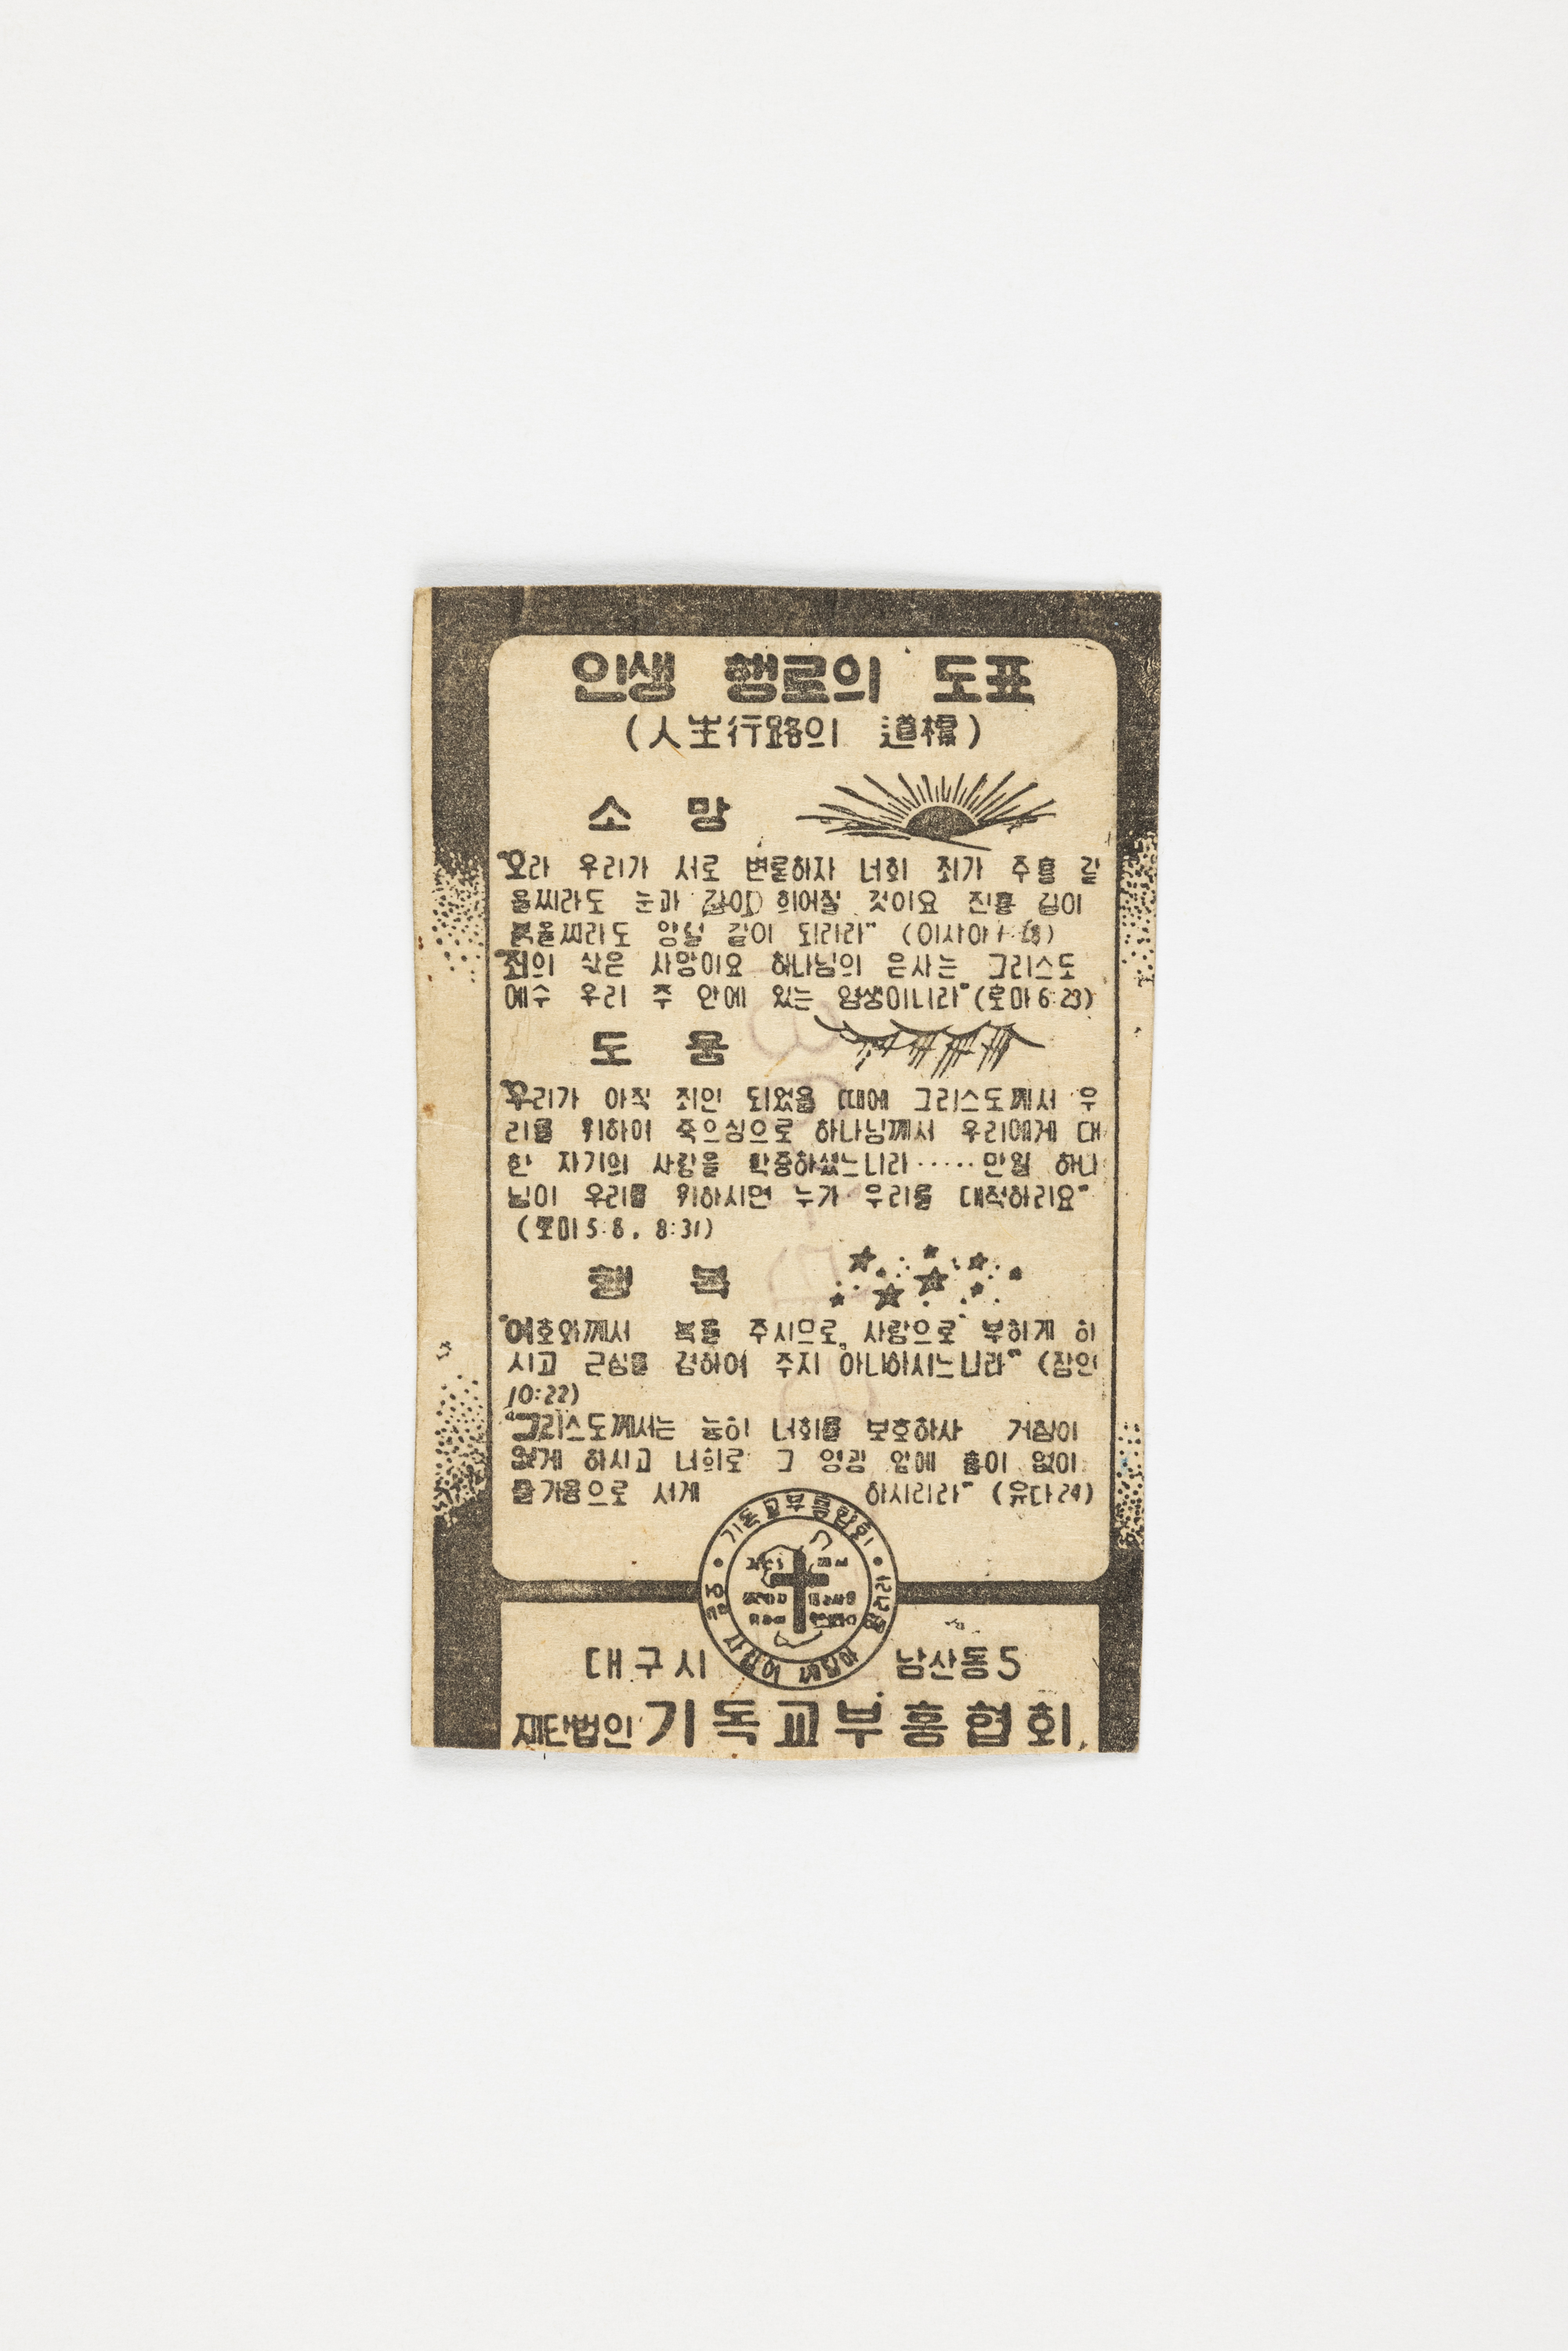 인생 행로의 도표
(人生行路의 道標)
소 망
"오라 우리가 서로 변론하자 너희 죄가 주홍 같
을찌라도 눈과 같이 희어질 것이요 진홍 같이
붉을찌라도 양털 같이 되리라" (이사야 1:18)
"죄의 삯은 사망이요 하나님의 은사는 그리스도
예수 우리 주 안에 있는 영생이니라" (로마 6:23)
도 움
"우리가 아직 죄인 되었을 때에 그리스도께서 우
리를 위하여 죽으심으로 하나님께서 우리에게 대
한 자기의 사랑을 확증하셨느니라·····만일 하나
님이 우리를 위하시면 누가 우리를 대적하리요"
(로마 5:8, 8:31)
행 복
"여호와께서 복을 주시므로, 사람으로 부하게 하
시고 근심을 겸하여 주지 아니하시느니라" (잠언
10:22)
"그리스도께서는 능히 너희를 보호하사 거침이
없게 하시고 너희로 그 영광 앞에 흠이 없이
즐거움으로 서게 하시리라" (유다 24)
기독교부흥협회
대구시 남산동5
재단법인 기독교부흥협회